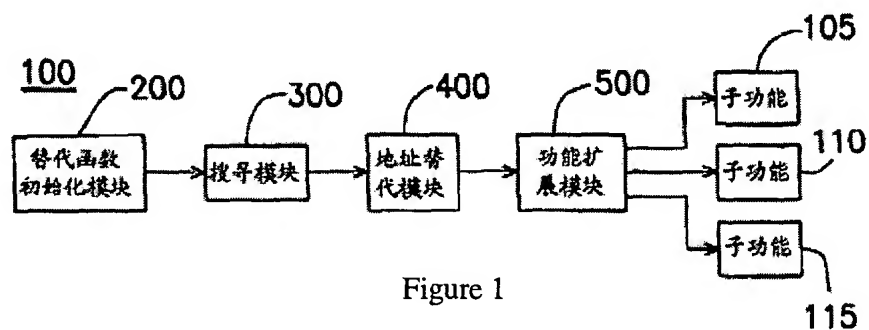 100
200
300
400
500
105
替代函数
初始化模块
搜寻模块
地址替
代模块
功能扩
展模块
子功能
110
子功能
子功能
115
Figure 1